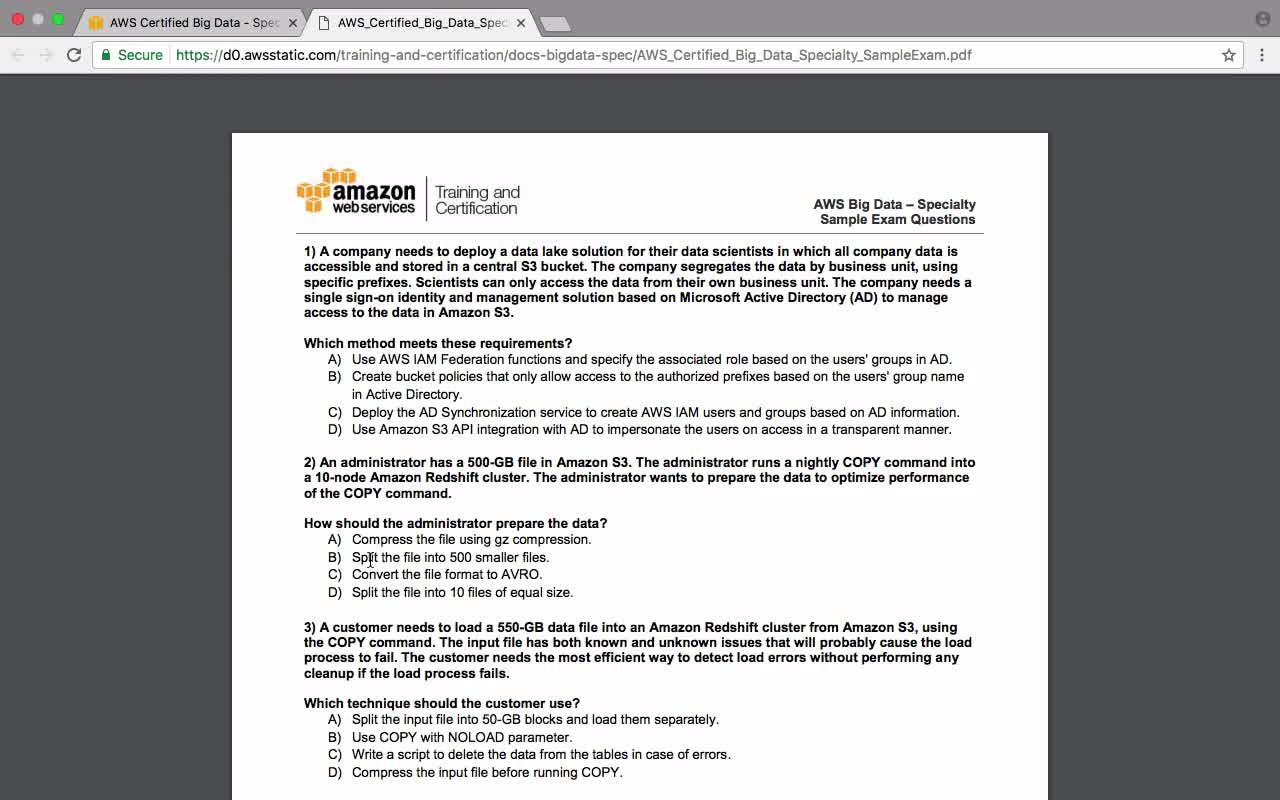 AWS Certified Big Data - Spec
AWS_Certified_Big_Data_Spec
Secure https://d0.awsstatic.com/training-and-certification/docs-bigdata-spec/AWS_Certified_Big_Data_Specialty_SampleExam.pdf
amazon
web services
Training and
Certification
AWS Big Data – Specialty
Sample Exam Questions
1) A company needs to deploy a data lake solution for their data scientists in which all company data is
accessible and stored in a central S3 bucket. The company segregates the data by business unit, using
specific prefixes. Scientists can only access the data from their own business unit. The company needs a
single sign-on identity and management solution based on Microsoft Active Directory (AD) to manage
access to the data in Amazon S3.
Which method meets these requirements?
A) Use AWS IAM Federation functions and specify the associated role based on the users' groups in AD.
B) Create bucket policies that only allow access to the authorized prefixes based on the users' group name
in Active Directory.
C) Deploy the AD Synchronization service to create AWS IAM users and groups based on AD information.
D) Use Amazon S3 API integration with AD to impersonate the users on access in a transparent manner.
2) An administrator has a 500-GB file in Amazon S3. The administrator runs a nightly COPY command into
a 10-node Amazon Redshift cluster. The administrator wants to prepare the data to optimize performance
of the COPY command.
How should the administrator prepare the data?
A) Compress the file using gz compression.
B) Split the file into 500 smaller files.
C) Convert the file format to AVRO.
D) Split the file into 10 files of equal size.
3) A customer needs to load a 550-GB data file into an Amazon Redshift cluster from Amazon S3, using
the COPY command. The input file has both known and unknown issues that will probably cause the load
process to fail. The customer needs the most efficient way to detect load errors without performing any
cleanup if the load process fails.
Which technique should the customer use?
A) Split the input file into 50-GB blocks and load them separately.
B) Use COPY with NOLOAD parameter.
C) Write a script to delete the data from the tables in case of errors.
D) Compress the input file before running COPY.